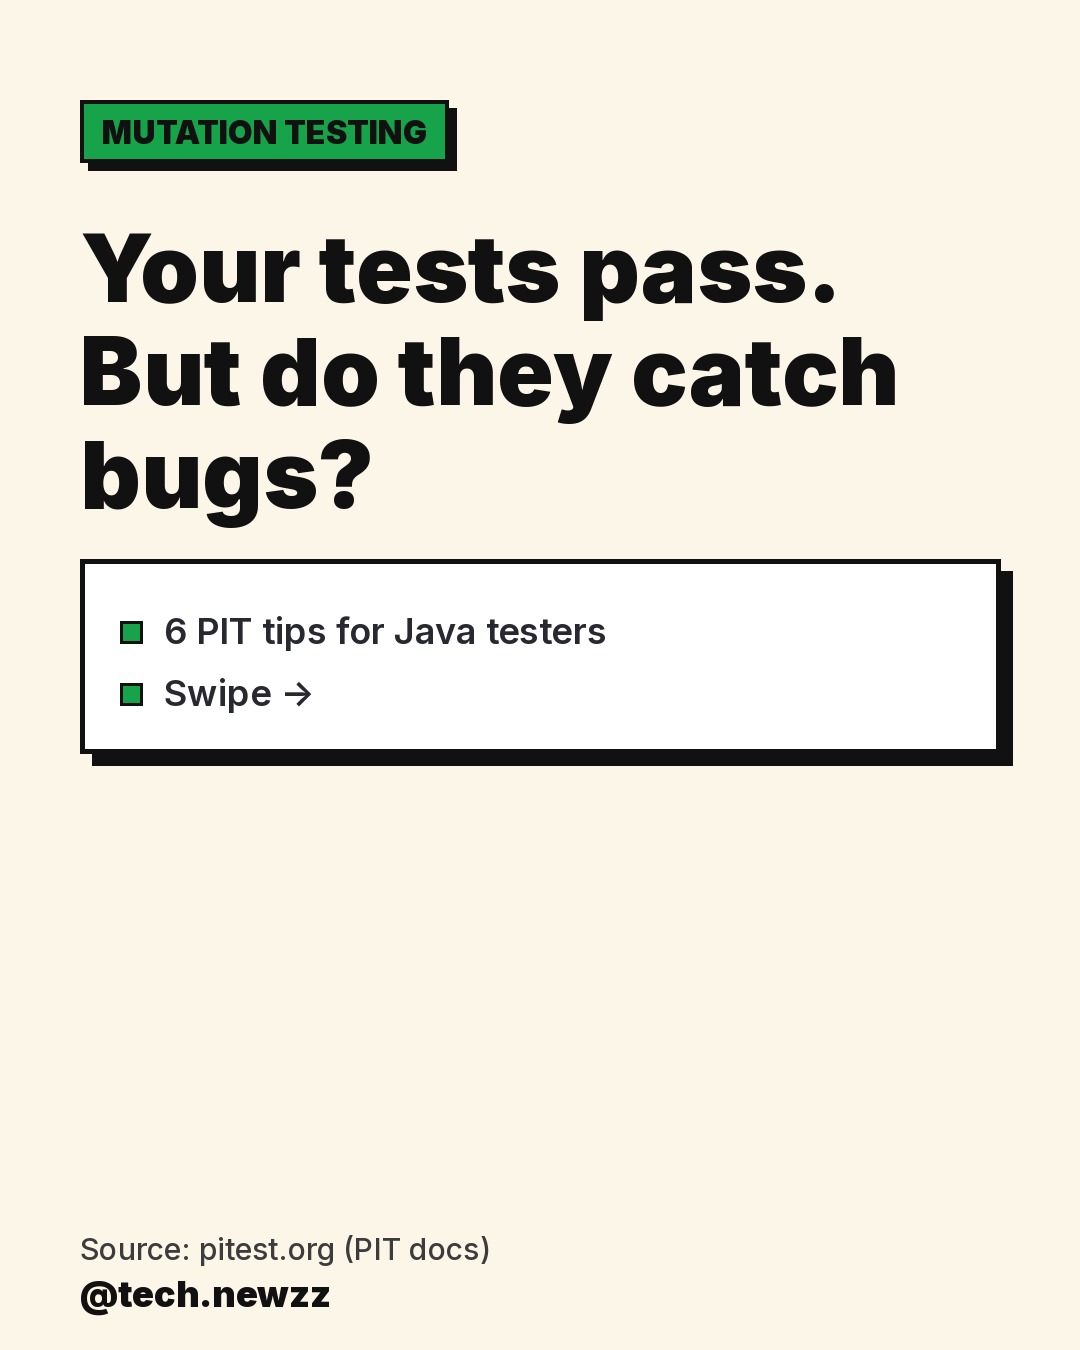 MUTATION TESTING
Your tests pass.
But do they catch
bugs?
6 PIT tips for Java testers
Swipe →
Source: pitest.org (PIT docs)
@tech.newzz